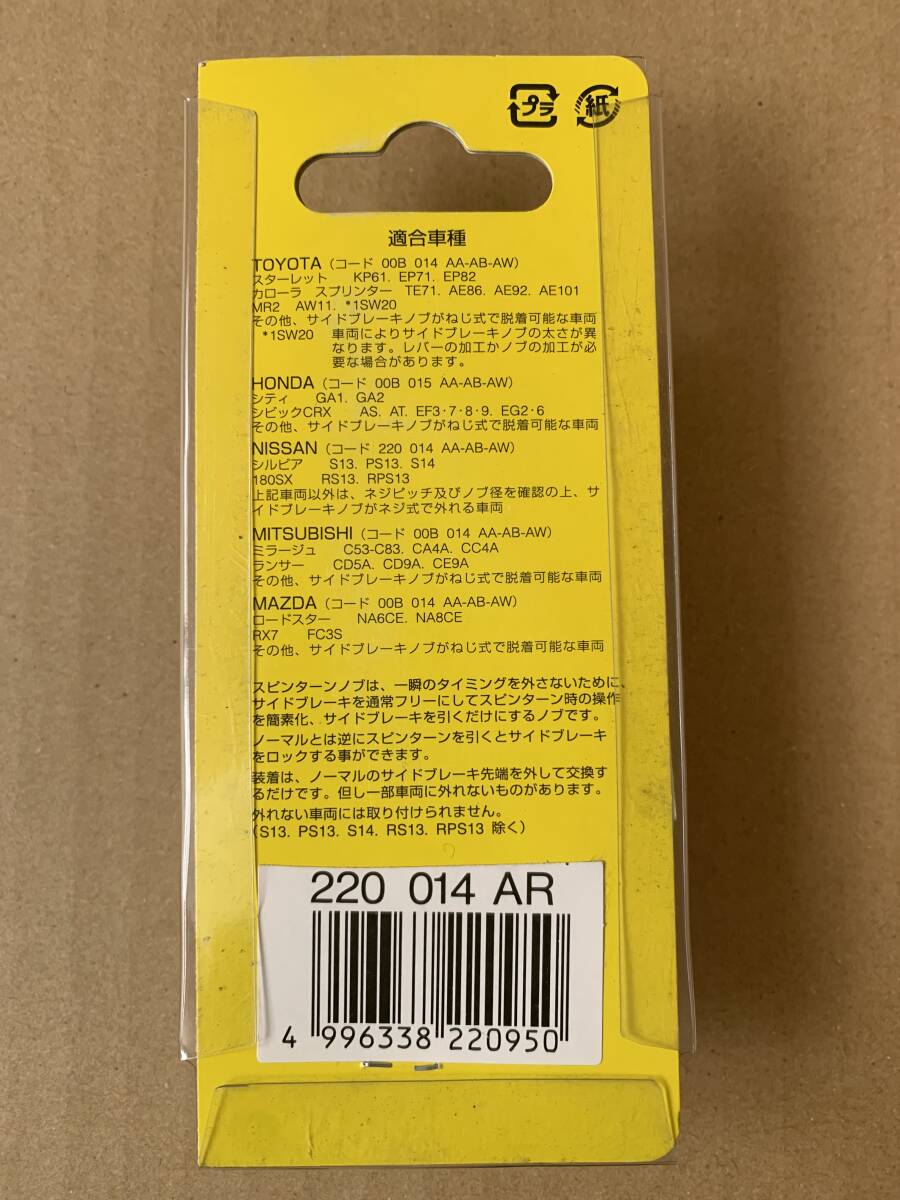 プラ 紙
適合車種
TOYOTA (コード 00B 014 AA-AB-AW)
スターレット KP61. EP71. EP82
カローラ スプリンター TE71. AE86. AE92. AE101
MR2 AW11. *1SW20
その他、サイドブレーキノブがねじ式で脱着可能な車両
*1SW20 車両によりサイドブレーキノブの太さが異
なります。レバーの加工かノブの加工が必
要な場合があります。
HONDA (コード 00B 015 AA-AB-AW)
シティ GA1. GA2
シビックCRX AS. AT. EF3・7・8・9. EG2・6
その他、サイドブレーキノブがねじ式で脱着可能な車両
NISSAN (コード 220 014 AA-AB-AW)
シルビア S13. PS13. S14
180SX RS13. RPS13
上記車両以外は、ネジピッチ及びノブ径を確認の上、サ
イドブレーキノブがネジ式で外れる車両
MITSUBISHI (コード 00B 014 AA-AB-AW)
ミラージュ C53-C83. CA4A. CC4A
ランサー CD5A. CD9A. CE9A
その他、サイドブレーキノブがねじ式で脱着可能な車両
MAZDA (コード 00B 014 AA-AB-AW)
ロードスター NA6CE. NA8CE
RX7 FC3S
その他、サイドブレーキノブがねじ式で脱着可能な車両
スピンターンノブは、一瞬のタイミングを外さないために、
サイドブレーキを通常フリーにしてスピンターン時の操作
を簡素化、サイドブレーキを引くだけにするノブです。
ノーマルとは逆にスピンターンを引くとサイドブレーキ
をロックする事ができます。
装着は、ノーマルのサイドブレーキ先端を外して交換す
るだけです。但し一部車両に外れないものがあります。
外れない車両には取り付けられません。
(S13. PS13. S14. RS13. RPS13 除く)
220 014 AR
4 996338 220950